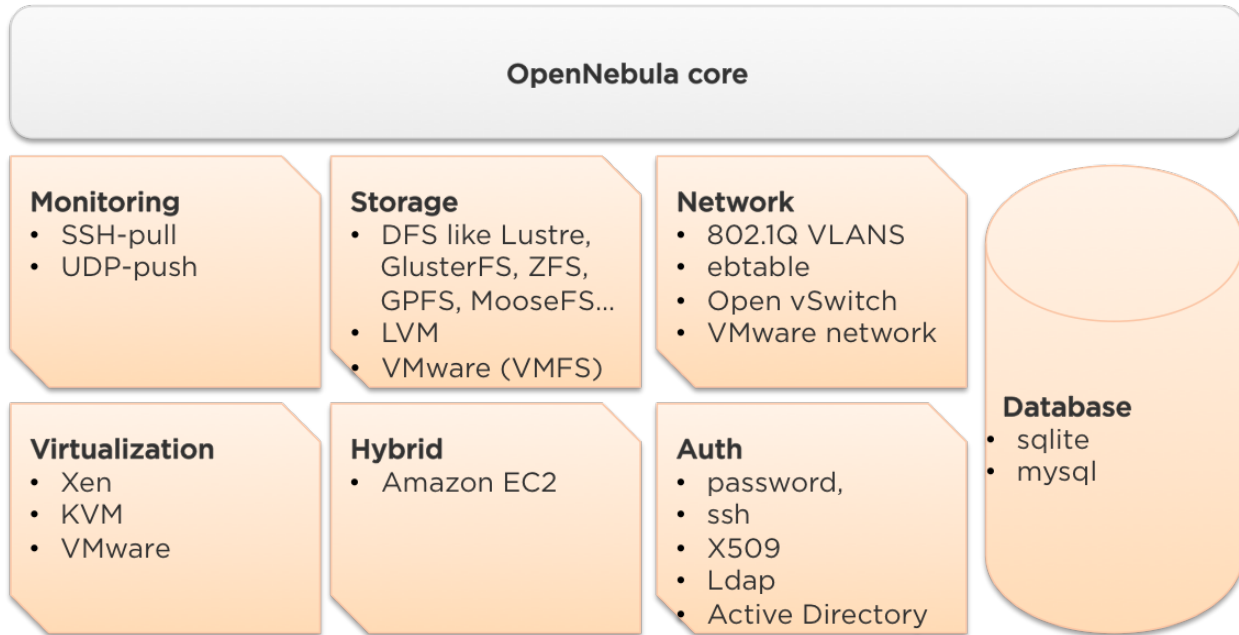 OpenNebula core
Monitoring
• SSH-pull
• UDP-push
Storage
• DFS like Lustre,
GlusterFS, ZFS,
GPFS, MooseFS...
• LVM
• VMware (VMFS)
Network
• 802.1Q VLANS
• ebtable
• Open vSwitch
• VMware network
Virtualization
• Xen
• KVM
• VMware
Hybrid
• Amazon EC2
Auth
• password,
• ssh
• X509
• Ldap
• Active Directory
Database
• sqlite
• mysql